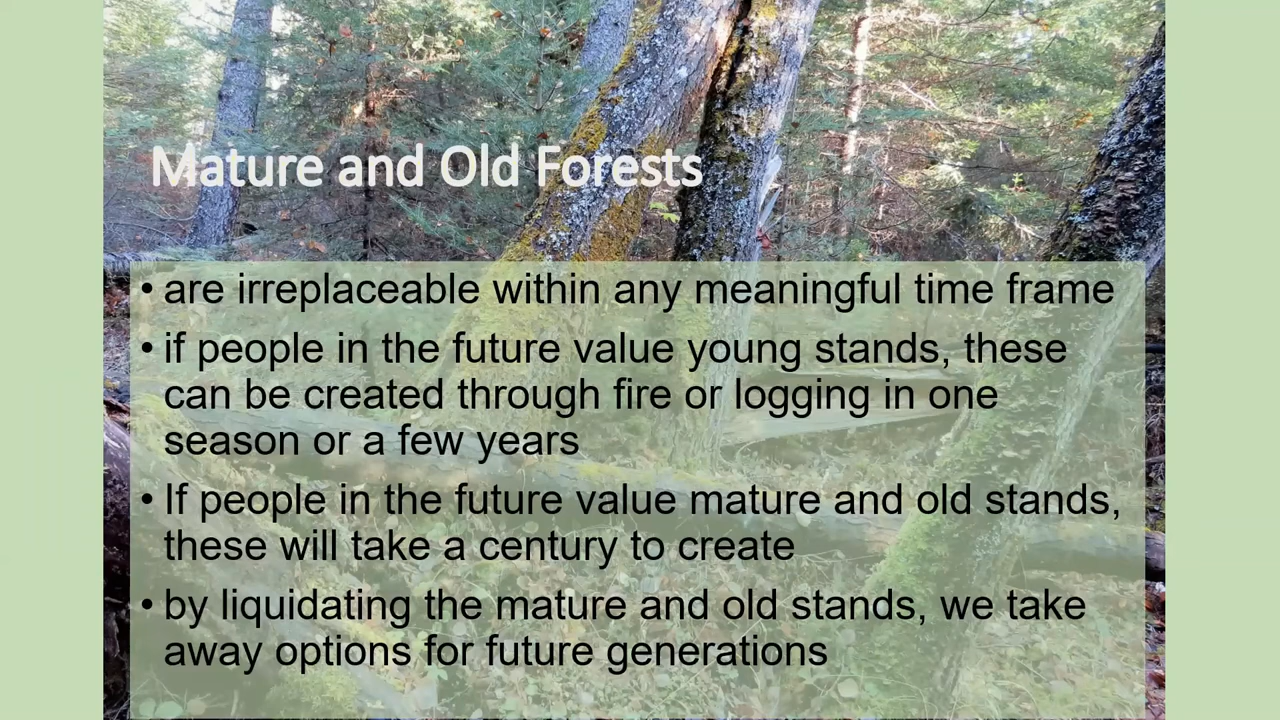 Mature and Old Forests
• are irreplaceable within any meaningful time frame
• if people in the future value young stands, these
can be created through fire or logging in one
season or a few years
• If people in the future value mature and old stands,
these will take a century to create
• by liquidating the mature and old stands, we take
away options for future generations